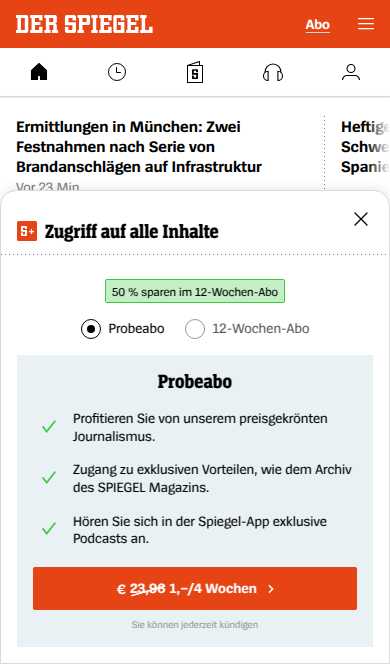 DER SPIEGEL
Abo
Ermittlungen in München: Zwei
Festnahmen nach Serie von
Brandanschlägen auf Infrastruktur
Vor 23 Min
Heftige
Schwe
Spanie
S+ Zugriff auf alle Inhalte
50 % sparen im 12-Wochen-Abo
Probeabo
12-Wochen-Abo
Probeabo
Profitieren Sie von unserem preisgekrönten
Journalismus.
Zugang zu exklusiven Vorteilen, wie dem Archiv
des SPIEGEL Magazins.
Hören Sie sich in der Spiegel-App exklusive
Podcasts an.
€ 23,96 1,–/4 Wochen
Sie können jederzeit kündigen